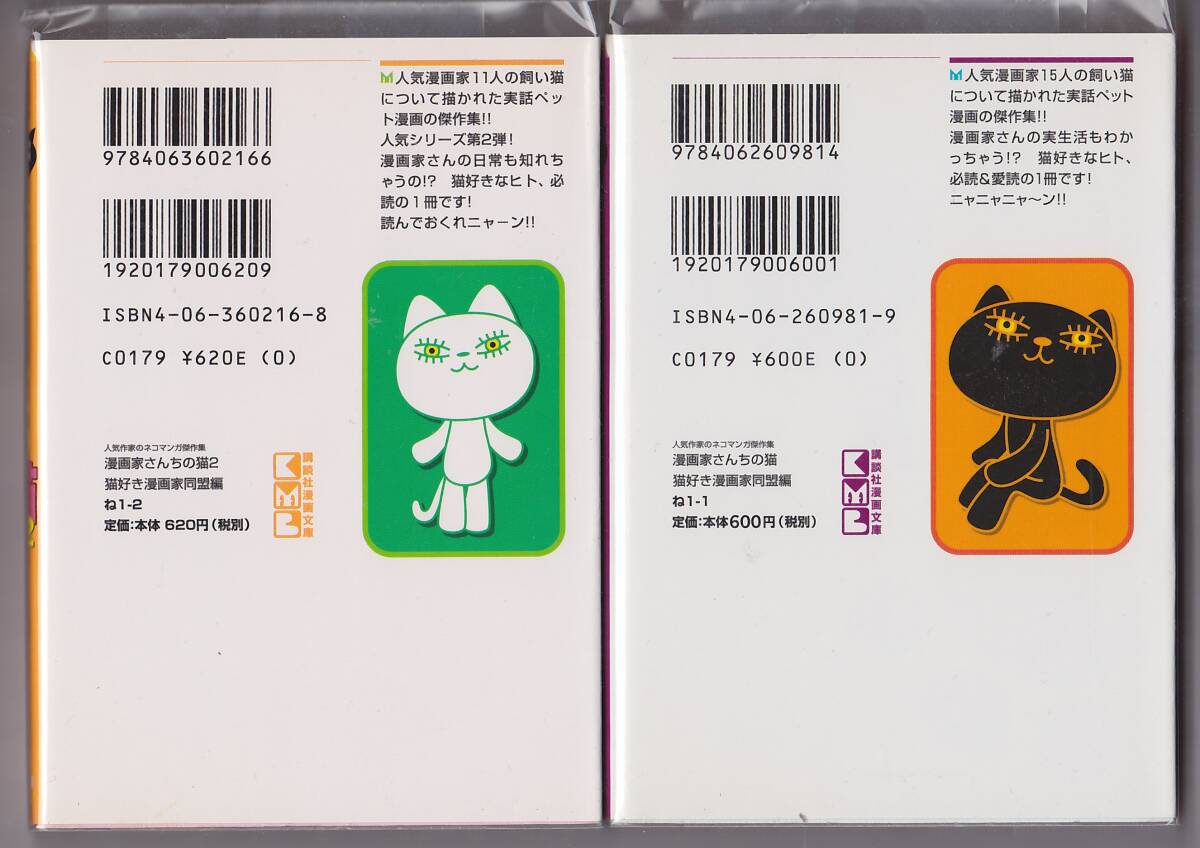 9784063602166
1920179006209
ISBN4-06-360216-8
C0179 ¥620E (0)
人気漫画家11人の飼い猫
について描かれた実話ペッ
ト漫画の傑作集!!
人気シリーズ第2弾!
漫画家さんの日常も知れち
ゃうの!? 猫好きなヒト、必
読の1冊です!
読んでおくれニャーン!!
人気作家のネコマンガ傑作集
漫画家さんちの猫2
猫好き漫画家同盟編
ね1-2
定価:本体 620円(税別)
KMB
講談社漫画文庫
9784062609814
1920179006001
ISBN4-06-260981-9
C0179 ¥600E (0)
人気漫画家15人の飼い猫
について描かれた実話ペット
漫画の傑作集!!
漫画家さんの実生活もわか
っちゃう!? 猫好きなヒト、
必読&愛読の1冊です!
ニャニャニャ〜ン!!
人気作家のネコマンガ傑作集
漫画家さんちの猫
猫好き漫画家同盟編
ね1-1
定価:本体600円(税別)
KMB
講談社漫画文庫